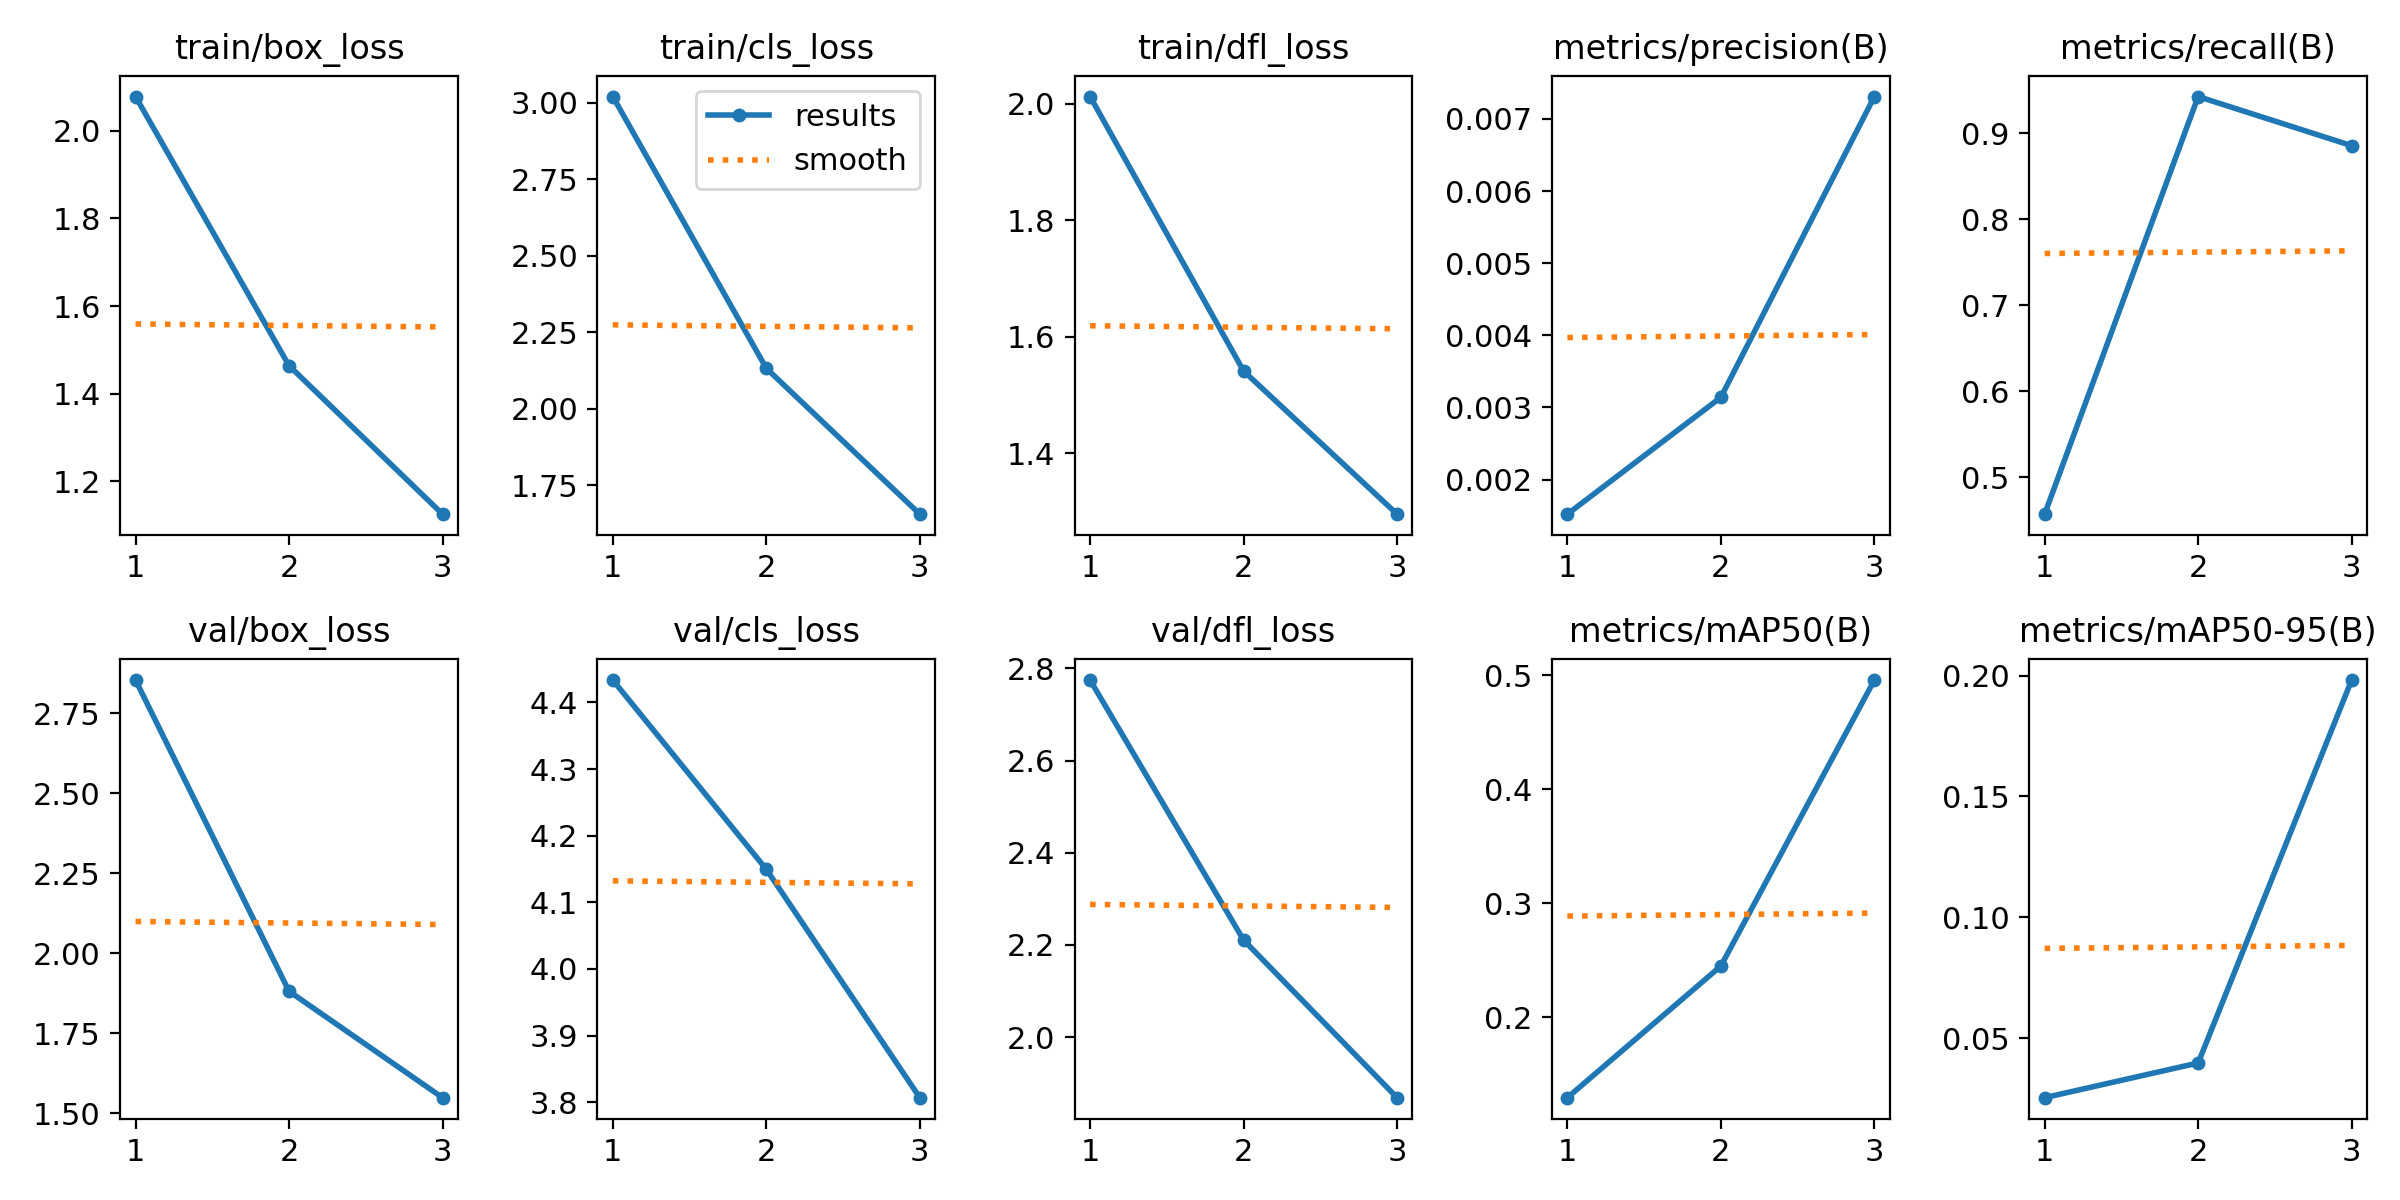 train/box_loss
2.0
1.8
1.6
1.4
1.2
1 2 3
train/cls_loss
3.00
2.75
2.50
2.25
2.00
1.75
results
smooth
1 2 3
train/dfl_loss
2.0
1.8
1.6
1.4
1 2 3
metrics/precision(B)
0.007
0.006
0.005
0.004
0.003
0.002
1 2 3
metrics/recall(B)
0.9
0.8
0.7
0.6
0.5
1 2 3
val/box_loss
2.75
2.50
2.25
2.00
1.75
1.50
1 2 3
val/cls_loss
4.4
4.3
4.2
4.1
4.0
3.9
3.8
1 2 3
val/dfl_loss
2.8
2.6
2.4
2.2
2.0
1 2 3
metrics/mAP50(B)
0.5
0.4
0.3
0.2
1 2 3
metrics/mAP50-95(B)
0.20
0.15
0.10
0.05
1 2 3